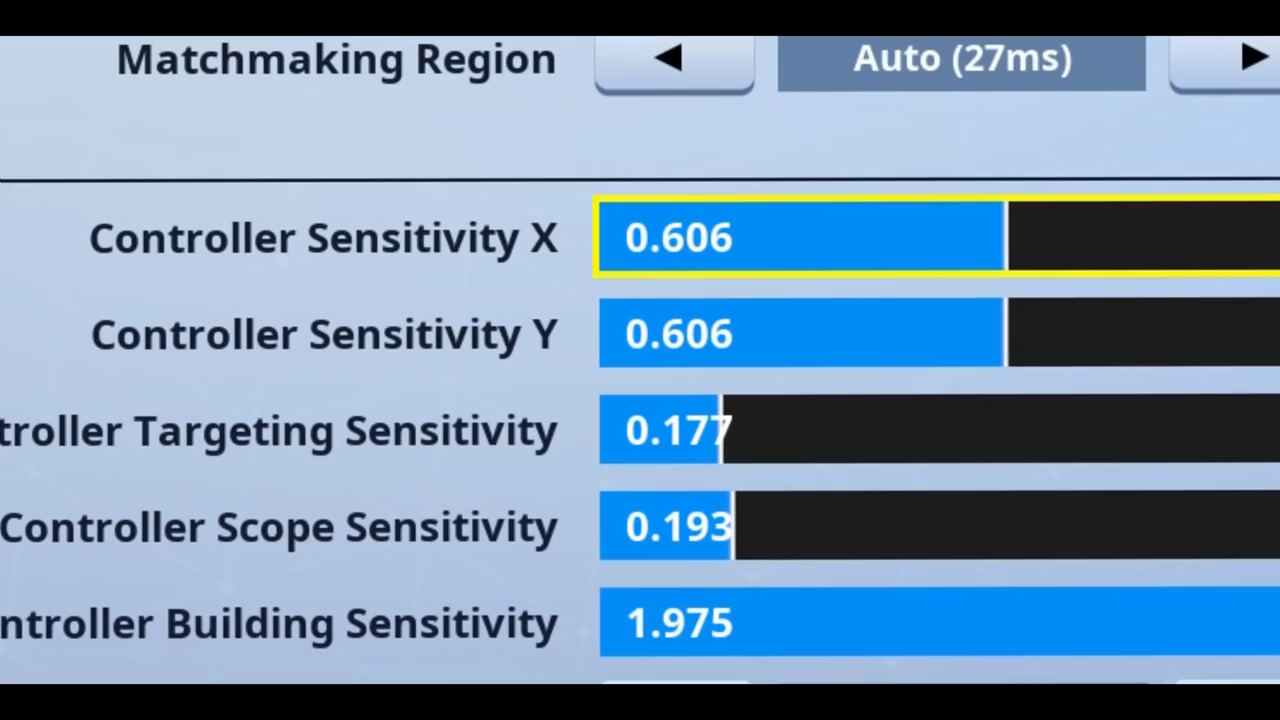 Matchmaking Region ◀ Auto (27ms) ▶
Controller Sensitivity X 0.606
Controller Sensitivity Y 0.606
troller Targeting Sensitivity 0.177
Controller Scope Sensitivity 0.193
ntroller Building Sensitivity 1.975